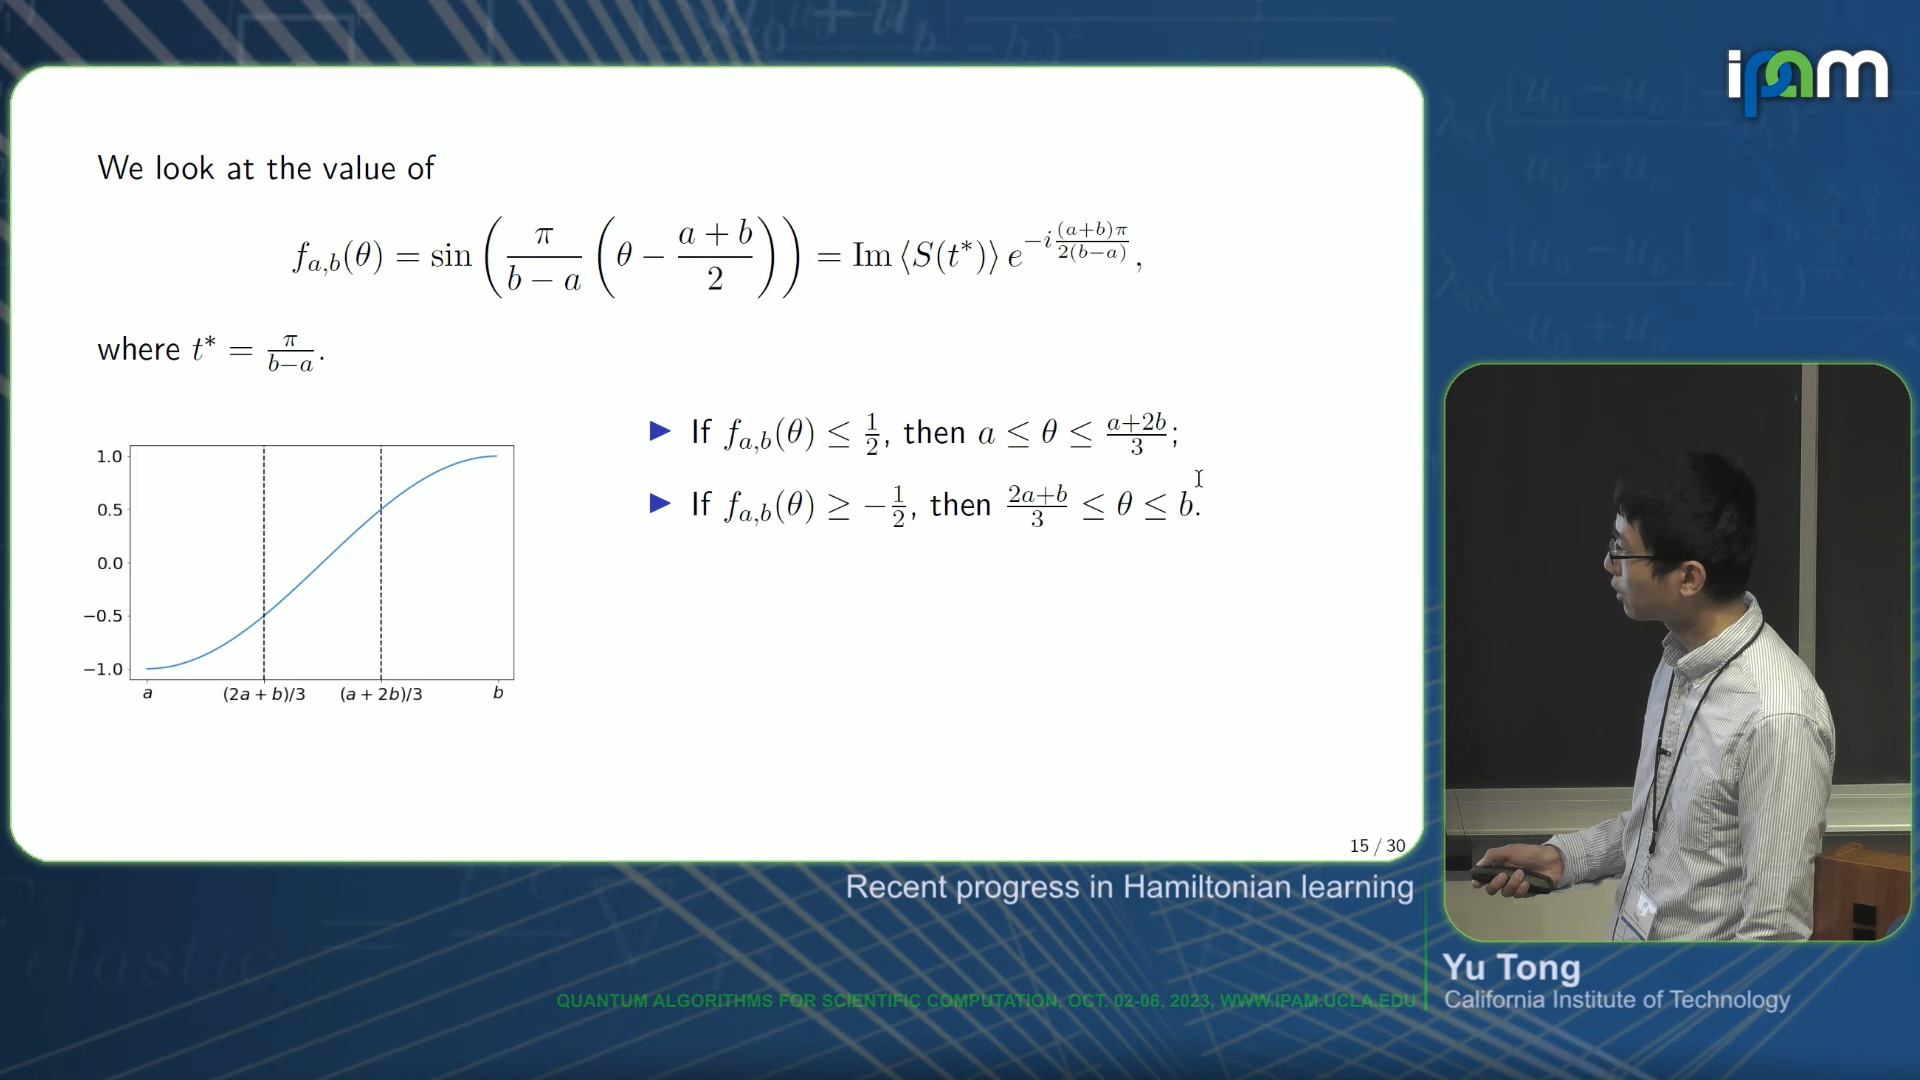 ipam
We look at the value of
f_{a,b}(θ) = sin ( π/(b − a) ( θ − (a + b)/2 ) ) = Im ⟨S(t*)⟩ e^{−i (a+b)π/2(b−a)},
where t* = π/(b−a).
▶ If f_{a,b}(θ) ≤ 1/2, then a ≤ θ ≤ (a+2b)/3;
▶ If f_{a,b}(θ) ≥ −1/2, then (2a+b)/3 ≤ θ ≤ b.
1.0
0.5
0.0
−0.5
−1.0
a (2a + b)/3 (a + 2b)/3 b
15 / 30
Recent progress in Hamiltonian learning
Yu Tong
California Institute of Technology
QUANTUM ALGORITHMS FOR SCIENTIFIC COMPUTATION, OCT. 02-06, 2023, WWW.IPAM.UCLA.EDU
elastic